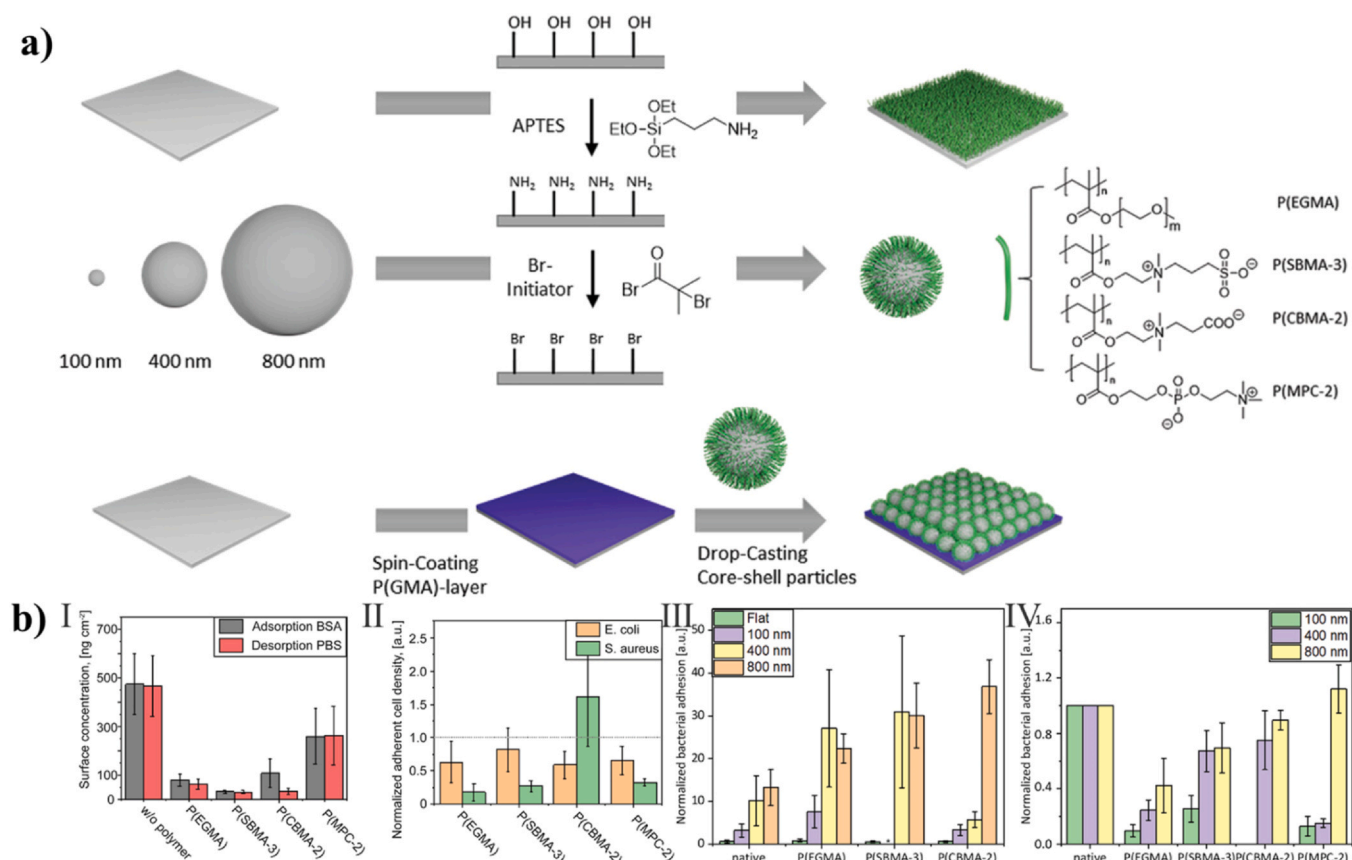 a)
OH OH OH OH
APTES
OEt
EtO
EtO-Si
OEt
NH2
NH2 NH2 NH2 NH2
Br-
Initiator
O
Br
Br
Br Br Br Br
100 nm
400 nm
800 nm
n
O
O
O
m
P(EGMA)
n
O
O
N
O
S
O⊖
O
P(SBMA-3)
n
O
O
N
COO⊖
P(CBMA-2)
n
O
O
O
P
O
O
N
P(MPC-2)
Spin-Coating
P(GMA)-layer
Drop-Casting
Core-shell particles
b)
I
Surface concentration, [ng cm⁻²]
700
500
300
100
0
Adsorption BSA
Desorption PBS
w/o polymer
P(EGMA)
P(SBMA-3)
P(CBMA-2)
P(MPC-2)
II
Normalized adherent cell density, [a.u.]
2.5
2.0
1.5
1.0
0.5
0
E. coli
S. aureus
P(EGMA)
P(SBMA-3)
P(CBMA-2)
P(MPC-2)
III
Normalized bacterial adhesion [a.u.]
50
40
30
20
10
0
Flat
100 nm
400 nm
800 nm
*
native
P(EGMA)
P(SBMA-3)
P(CBMA-2)
IV
Normalized bacterial adhesion [a.u.]
1.6
1.2
0.8
0.4
0.0
100 nm
400 nm
800 nm
native
P(EGMA)
P(SBMA-3)
P(CBMA-2)
P(MPC-2)